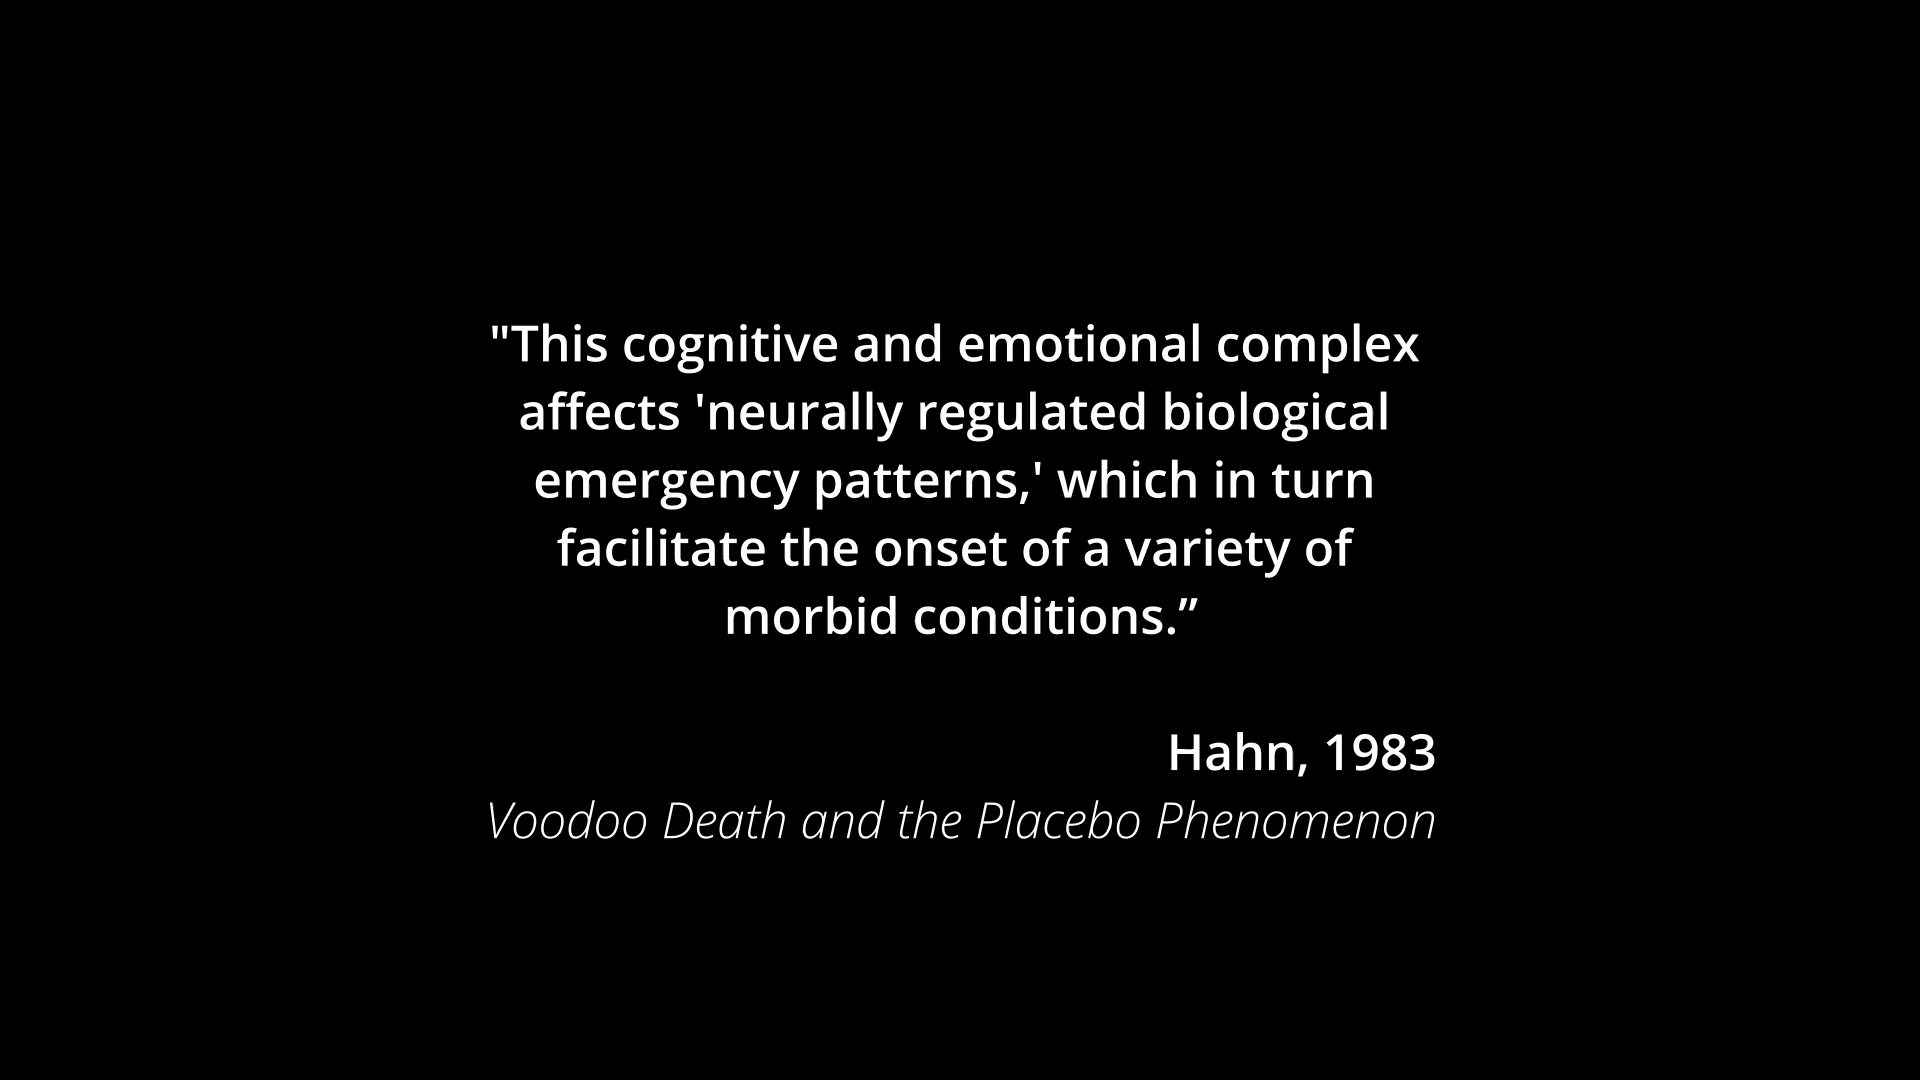 "This cognitive and emotional complex
affects 'neurally regulated biological
emergency patterns,' which in turn
facilitate the onset of a variety of
morbid conditions.”
Hahn, 1983
Voodoo Death and the Placebo Phenomenon